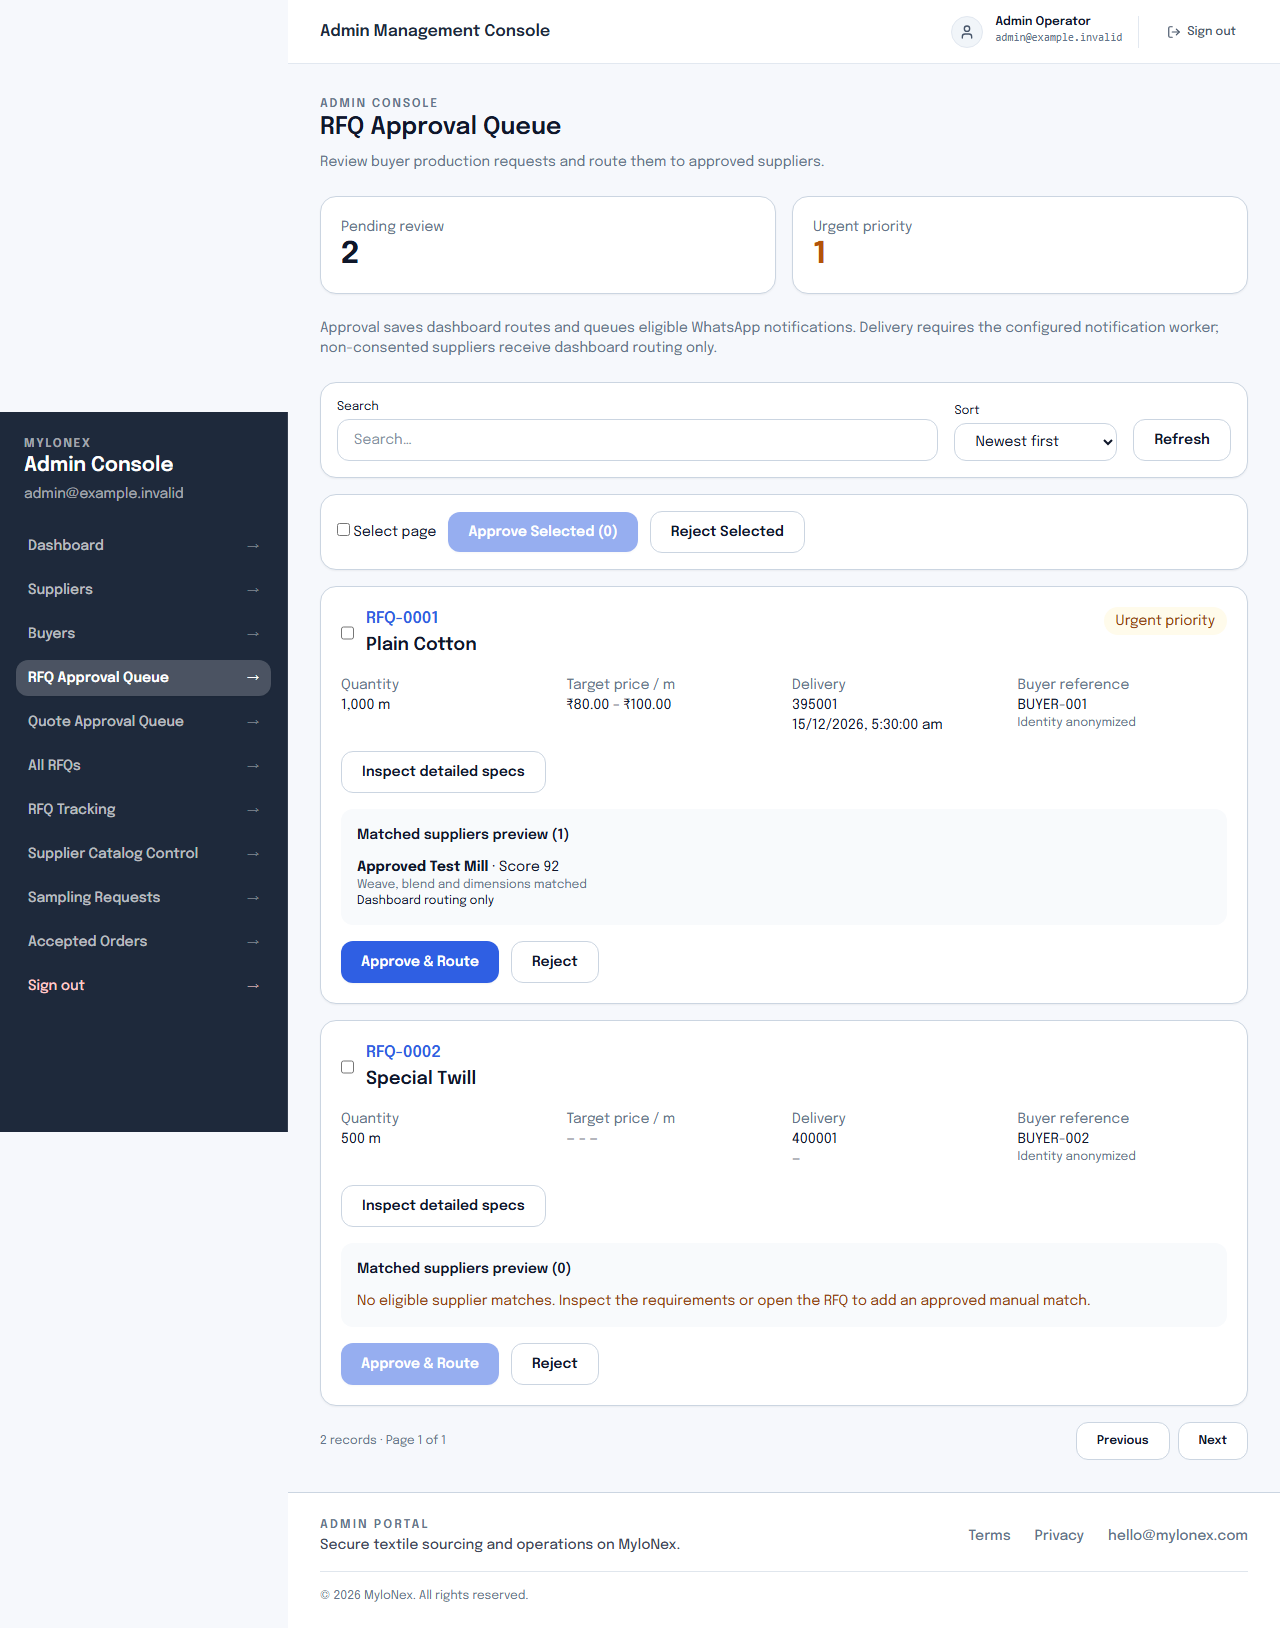 Admin Management Console
Admin Operator
admin@example.invalid
Sign out
ADMIN CONSOLE
RFQ Approval Queue
Review buyer production requests and route them to approved suppliers.
Pending review
2
Urgent priority
1
Approval saves dashboard routes and queues eligible WhatsApp notifications. Delivery requires the configured notification worker;
non-consented suppliers receive dashboard routing only.
Search
Search...
Sort
Newest first
Refresh
Select page
Approve Selected (0)
Reject Selected
MYLONEX
Admin Console
admin@example.invalid
Dashboard →
Suppliers →
Buyers →
RFQ Approval Queue →
Quote Approval Queue →
All RFQs →
RFQ Tracking →
Supplier Catalog Control →
Sampling Requests →
Accepted Orders →
Sign out →
RFQ-0001
Plain Cotton
Urgent priority
Quantity
1,000 m
Target price / m
₹80.00 – ₹100.00
Delivery
395001
15/12/2026, 5:30:00 am
Buyer reference
BUYER-001
Identity anonymized
Inspect detailed specs
Matched suppliers preview (1)
Approved Test Mill · Score 92
Weave, blend and dimensions matched
Dashboard routing only
Approve & Route
Reject
RFQ-0002
Special Twill
Quantity
500 m
Target price / m
— – —
Delivery
400001
—
Buyer reference
BUYER-002
Identity anonymized
Inspect detailed specs
Matched suppliers preview (0)
No eligible supplier matches. Inspect the requirements or open the RFQ to add an approved manual match.
Approve & Route
Reject
2 records · Page 1 of 1
Previous
Next
ADMIN PORTAL
Secure textile sourcing and operations on MyloNex.
Terms
Privacy
hello@mylonex.com
© 2026 MyloNex. All rights reserved.